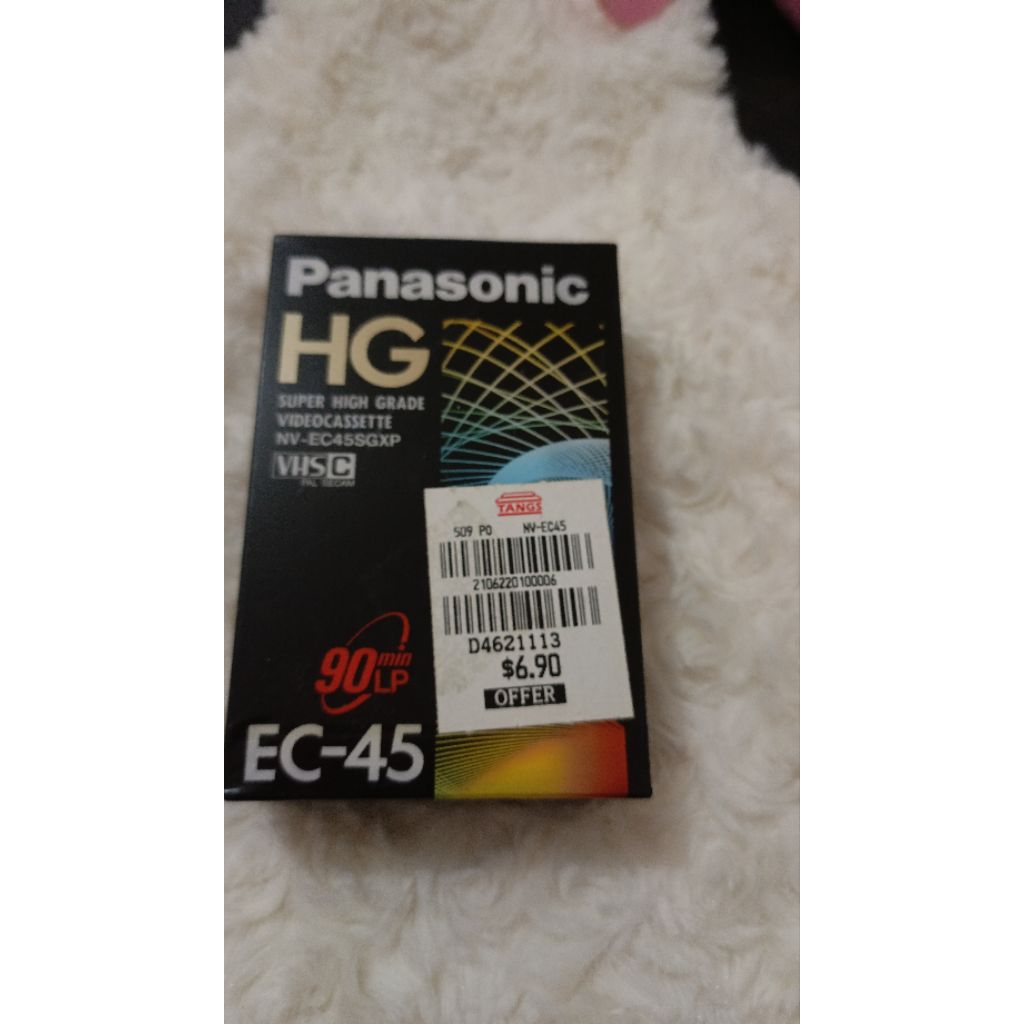 Panasonic
HG
SUPER HIGH GRADE
VIDEOCASSETTE
NV-EC45SGXP
VHS C
PAL SECAM
TANGS
509 PO NV-EC45
2106220100006
D4621113
$6.90
OFFER
90 min
LP
EC-45